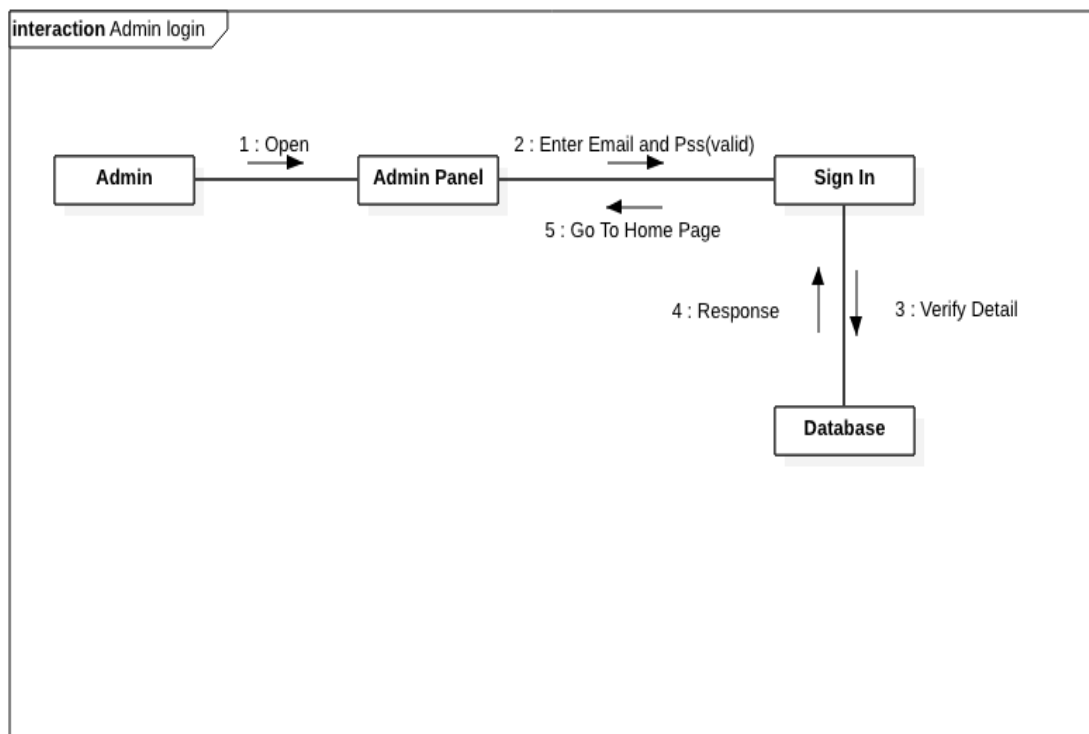 interaction Admin login
1 : Open
2 : Enter Email and Pss(valid)
Admin
Admin Panel
Sign In
5 : Go To Home Page
4 : Response
3 : Verify Detail
Database